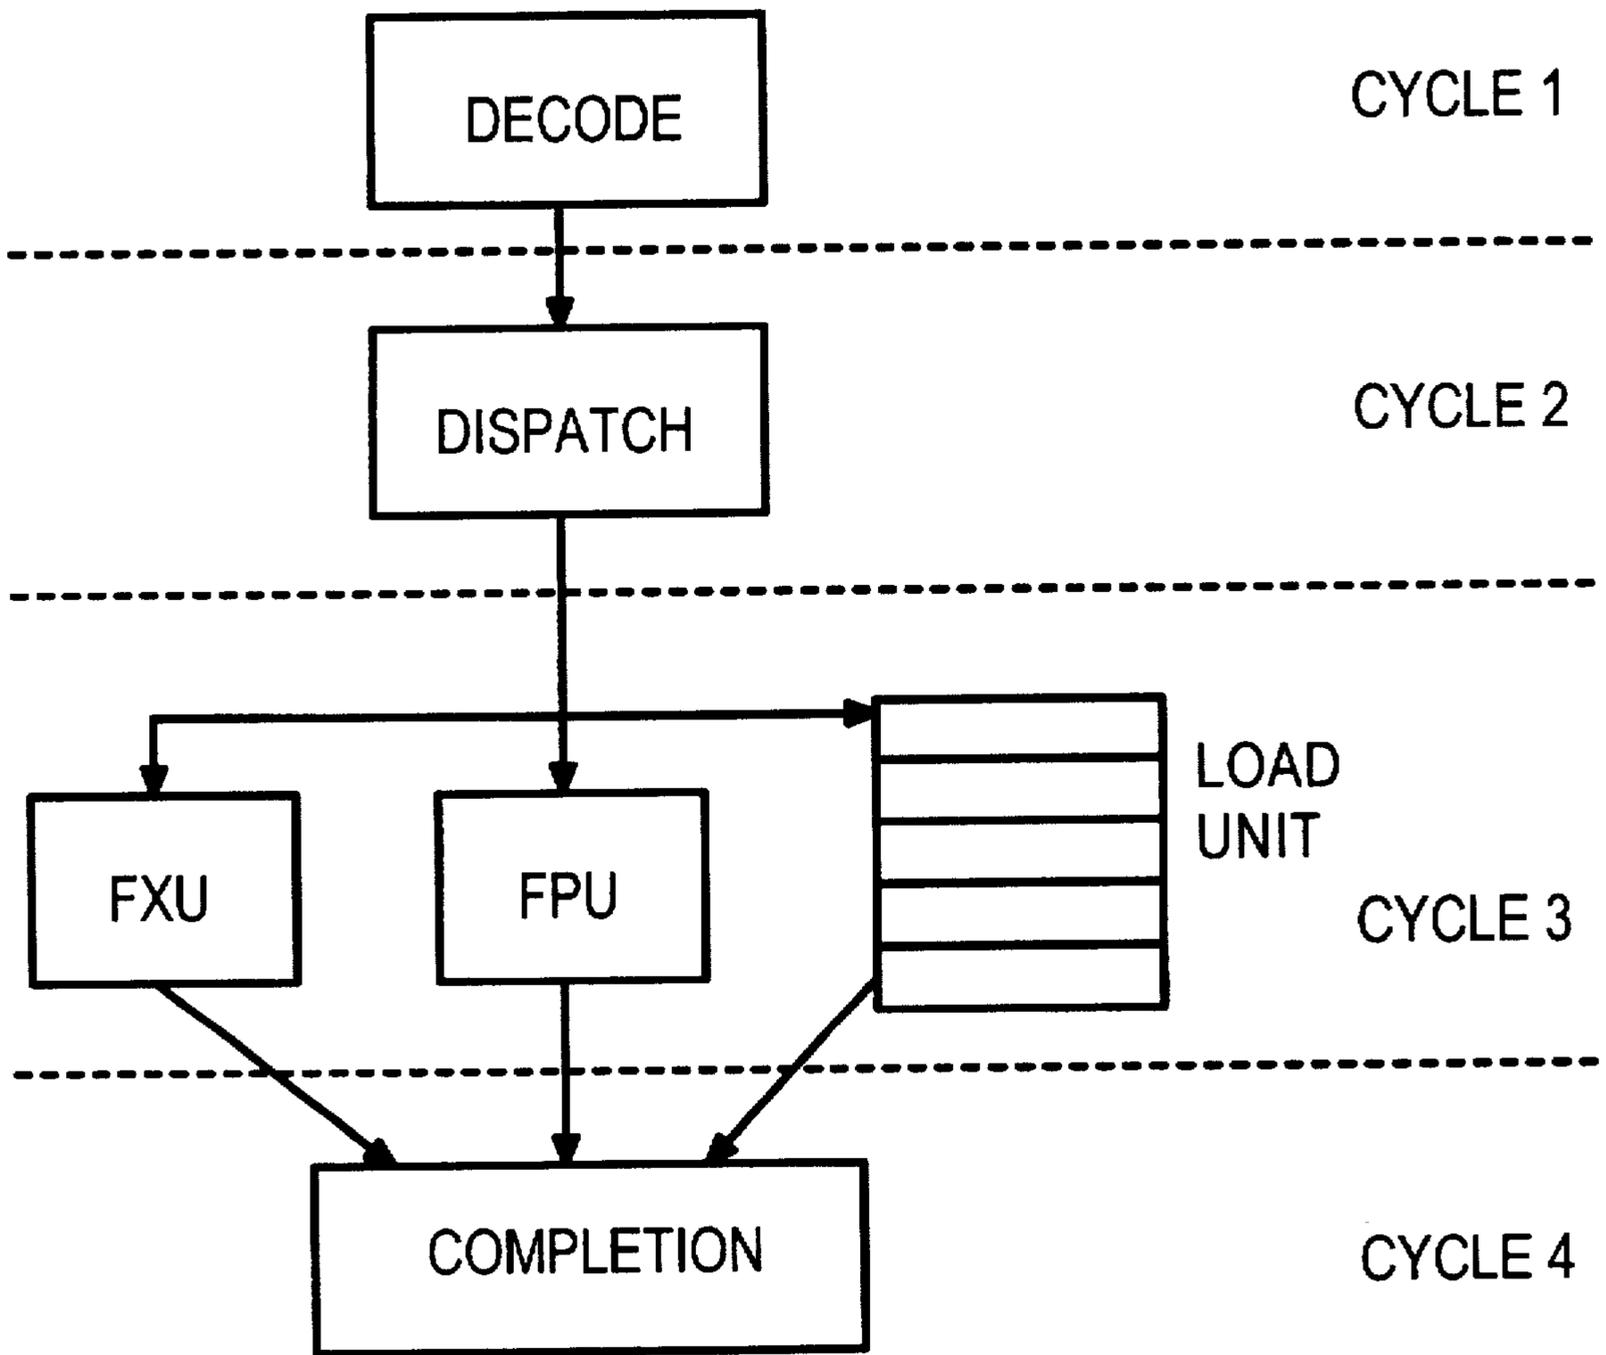 DECODE
CYCLE 1
DISPATCH
CYCLE 2
LOAD
UNIT
FXU
FPU
CYCLE 3
COMPLETION
CYCLE 4